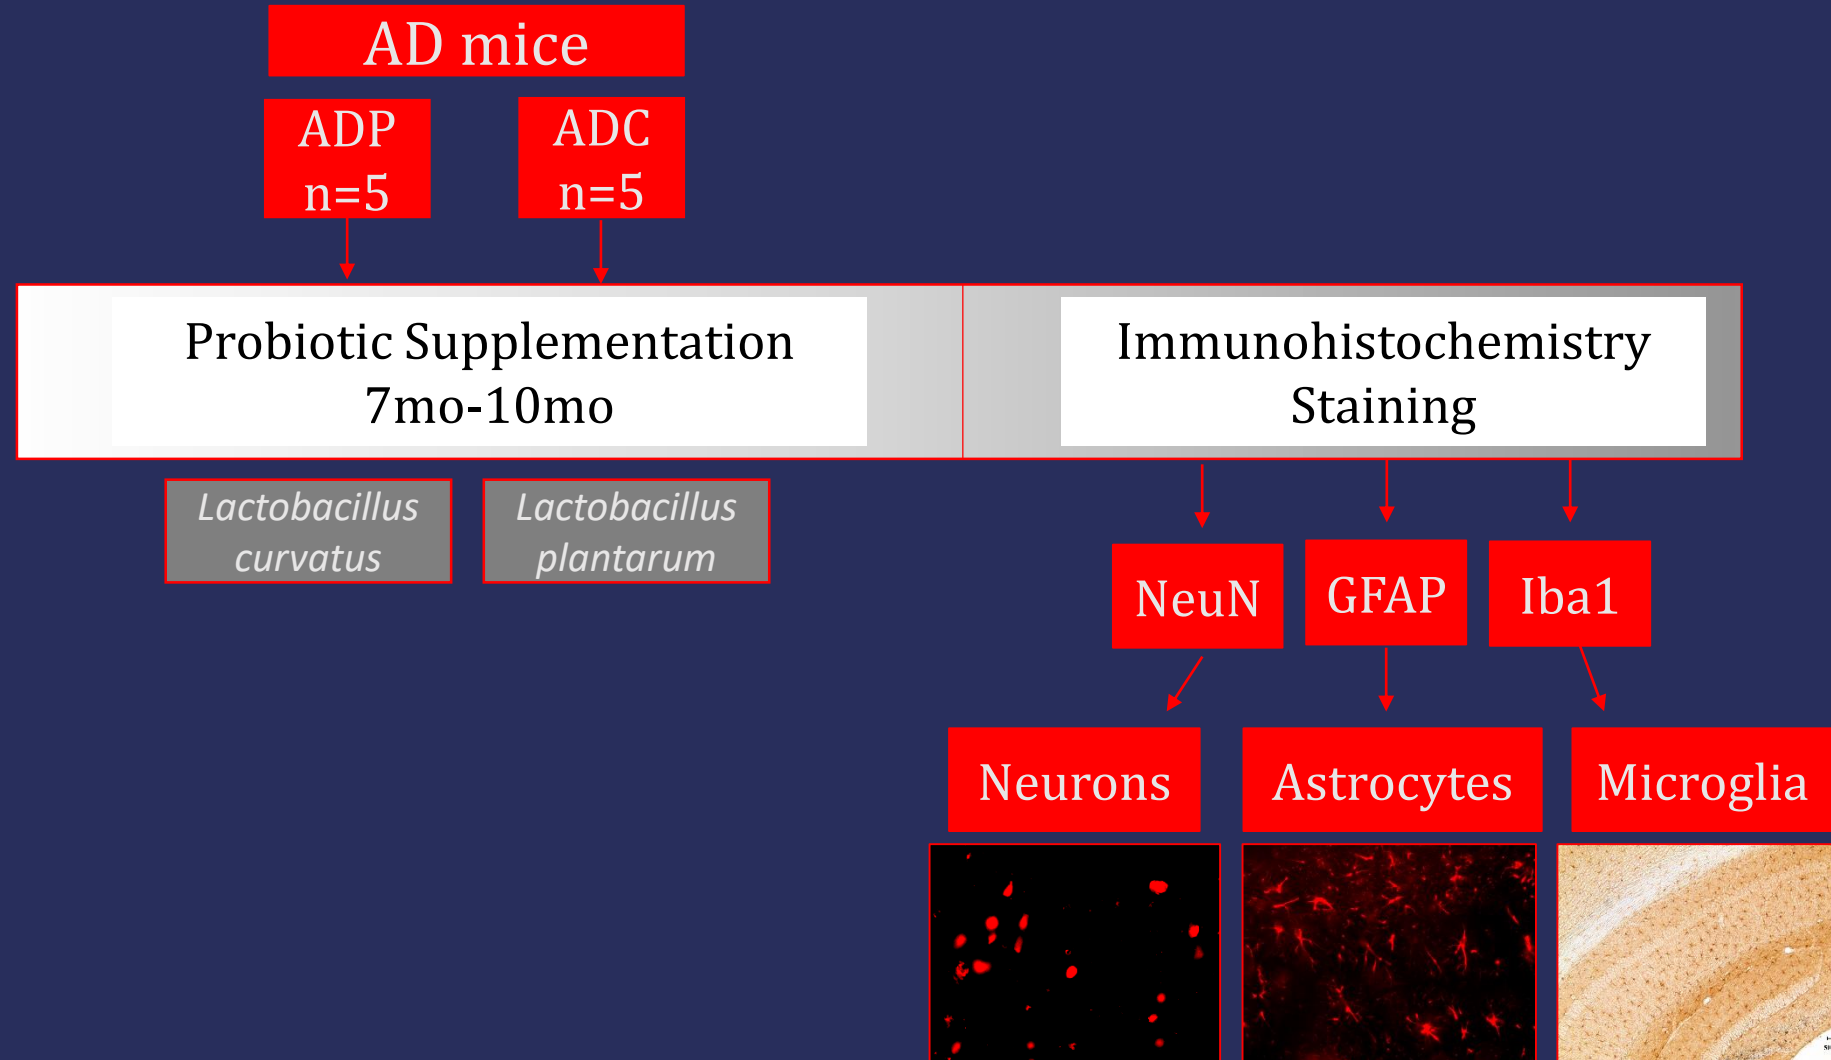 AD mice
ADP
n=5
ADC
n=5
Probiotic Supplementation
7mo-10mo
Immunohistochemistry
Staining
Lactobacillus
curvatus
Lactobacillus
plantarum
NeuN
GFAP
Iba1
Neurons
Astrocytes
Microglia